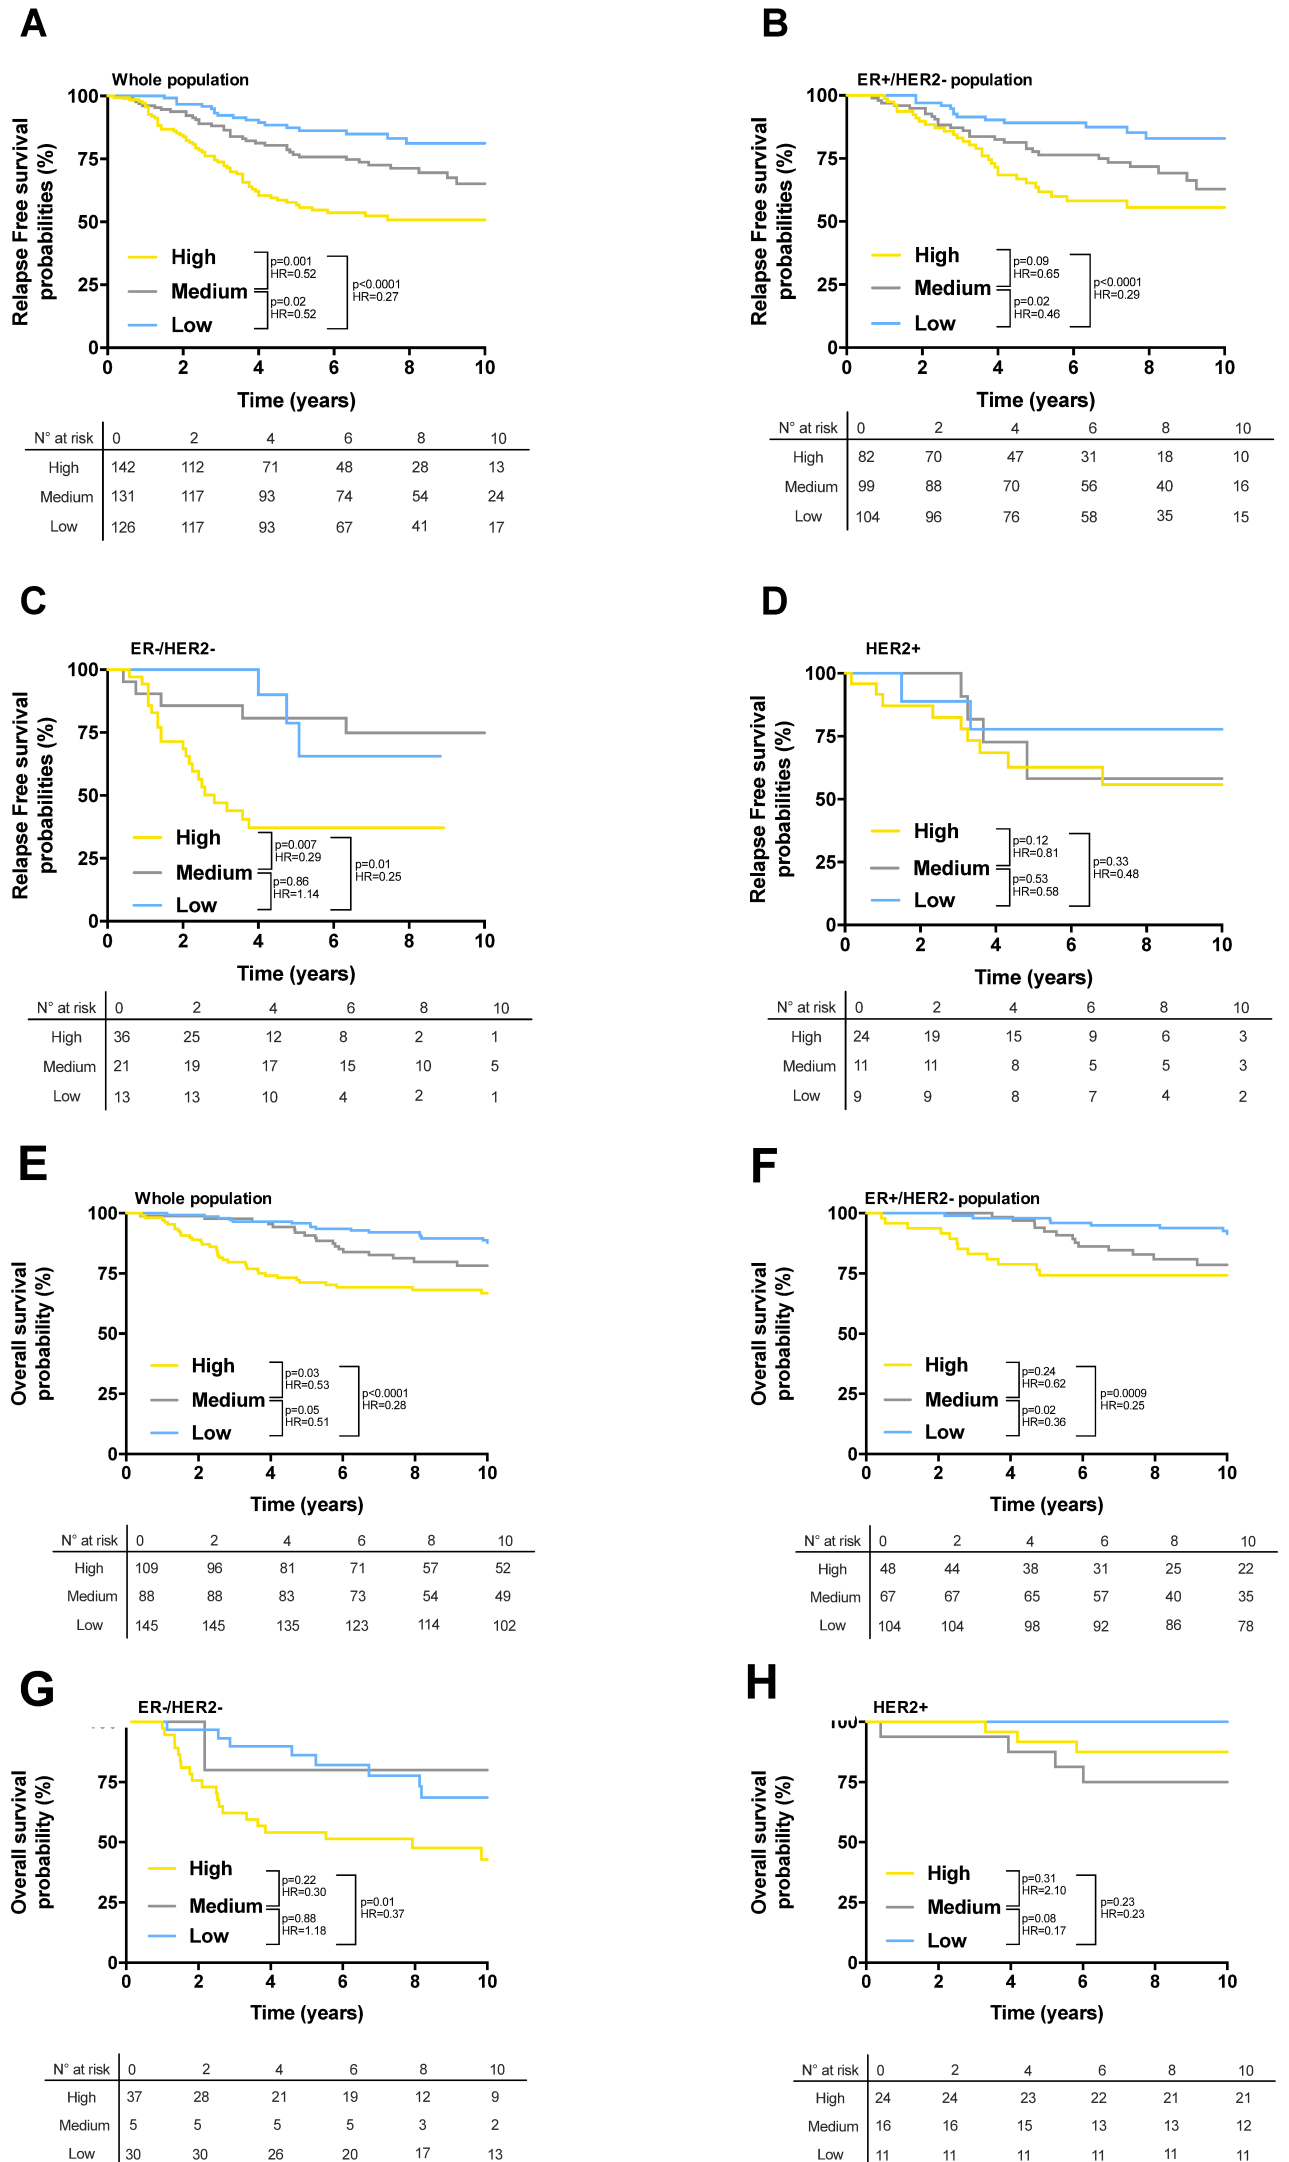 A
Whole population
Relapse Free survival
probabilities (%)
100
75
50
25
0
High
Medium
Low
p=0.001
HR=0.52
p=0.02
HR=0.52
p<0.0001
HR=0.27
0 2 4 6 8 10
Time (years)
N° at risk 0 2 4 6 8 10
High 142 112 71 48 28 13
Medium 131 117 93 74 54 24
Low 126 117 93 67 41 17
B
ER+/HER2- population
Relapse Free survival
probabilities (%)
100
75
50
25
0
High
Medium
Low
p=0.09
HR=0.65
p=0.02
HR=0.46
p<0.0001
HR=0.29
0 2 4 6 8 10
Time (years)
N° at risk 0 2 4 6 8 10
High 82 70 47 31 18 10
Medium 99 88 70 56 40 16
Low 104 96 76 58 35 15
C
ER-/HER2-
Relapse Free survival
probabilities (%)
100
75
50
25
0
High
Medium
Low
p=0.007
HR=0.29
p=0.86
HR=1.14
p=0.01
HR=0.25
0 2 4 6 8 10
Time (years)
N° at risk 0 2 4 6 8 10
High 36 25 12 8 2 1
Medium 21 19 17 15 10 5
Low 13 13 10 4 2 1
D
HER2+
Relapse Free survival
probabilities (%)
100
75
50
25
0
High
Medium
Low
p=0.12
HR=0.81
p=0.53
HR=0.58
p=0.33
HR=0.48
0 2 4 6 8 10
Time (years)
N° at risk 0 2 4 6 8 10
High 24 19 15 9 6 3
Medium 11 11 8 5 5 3
Low 9 9 8 7 4 2
E
Whole population
Overall survival
probability (%)
100
75
50
25
0
High
Medium
Low
p=0.03
HR=0.53
p=0.05
HR=0.51
p<0.0001
HR=0.28
0 2 4 6 8 10
Time (years)
N° at risk 0 2 4 6 8 10
High 109 96 81 71 57 52
Medium 88 88 83 73 54 49
Low 145 145 135 123 114 102
F
ER+/HER2- population
Overall survival
probability (%)
100
75
50
25
0
High
Medium
Low
p=0.24
HR=0.62
p=0.02
HR=0.36
p=0.0009
HR=0.25
0 2 4 6 8 10
Time (years)
N° at risk 0 2 4 6 8 10
High 48 44 38 31 25 22
Medium 67 67 65 57 40 35
Low 104 104 98 92 86 78
G
ER-/HER2-
Overall survival
probability (%)
75
50
25
0
High
Medium
Low
p=0.22
HR=0.30
p=0.88
HR=1.18
p=0.01
HR=0.37
0 2 4 6 8 10
Time (years)
N° at risk 0 2 4 6 8 10
High 37 28 21 19 12 9
Medium 5 5 5 5 3 2
Low 30 30 26 20 17 13
H
HER2+
Overall survival
probability (%)
100
75
50
25
0
High
Medium
Low
p=0.31
HR=2.10
p=0.08
HR=0.17
p=0.23
HR=0.23
0 2 4 6 8 10
Time (years)
N° at risk 0 2 4 6 8 10
High 24 24 23 22 21 21
Medium 16 16 15 13 13 12
Low 11 11 11 11 11 11